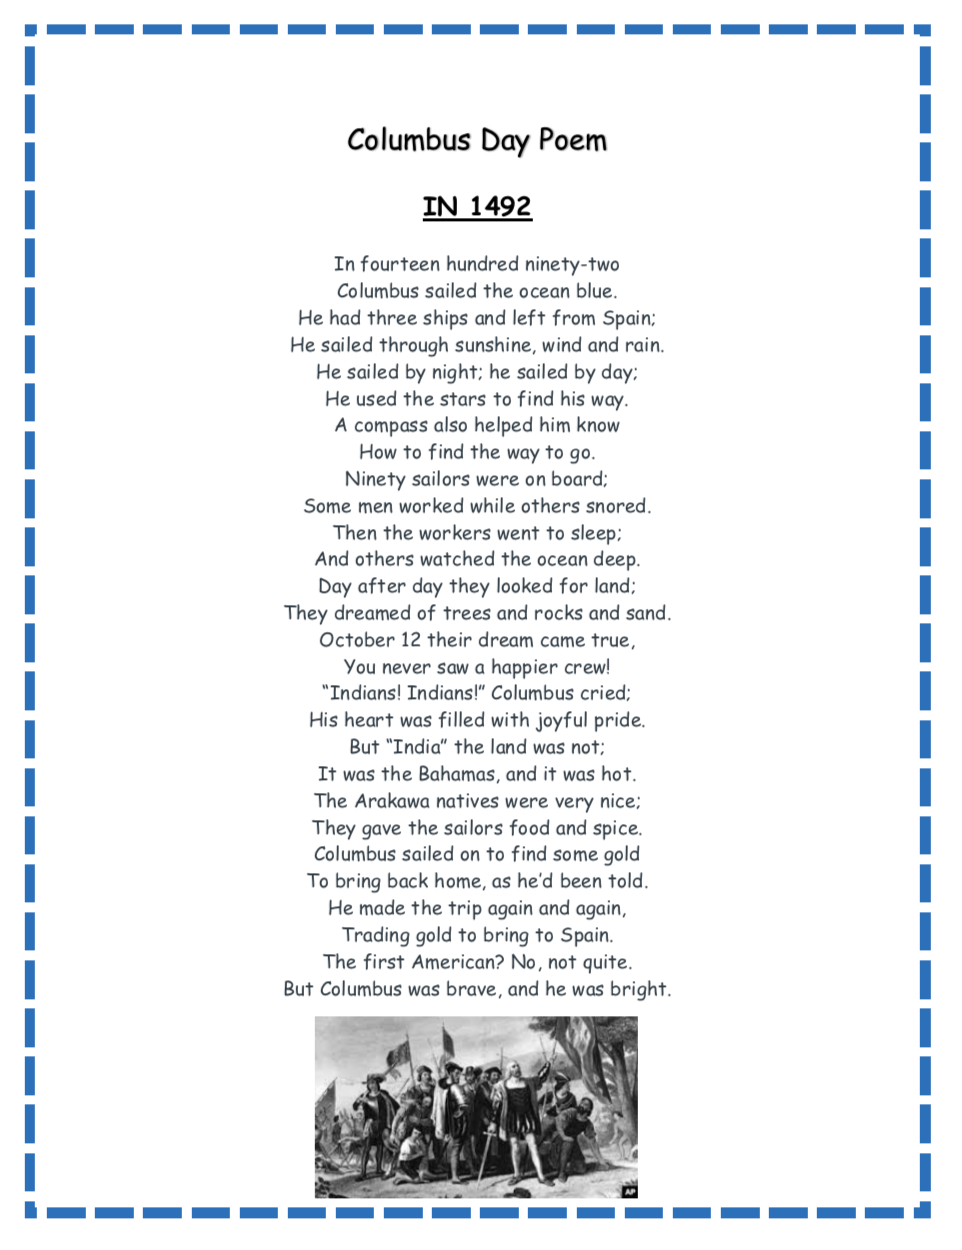 Columbus Day Poem
IN 1492
In fourteen hundred ninety-two
Columbus sailed the ocean blue.
He had three ships and left from Spain;
He sailed through sunshine, wind and rain.
He sailed by night; he sailed by day;
He used the stars to find his way.
A compass also helped him know
How to find the way to go.
Ninety sailors were on board;
Some men worked while others snored.
Then the workers went to sleep;
And others watched the ocean deep.
Day after day they looked for land;
They dreamed of trees and rocks and sand.
October 12 their dream came true,
You never saw a happier crew!
“Indians! Indians!” Columbus cried;
His heart was filled with joyful pride.
But “India” the land was not;
It was the Bahamas, and it was hot.
The Arakawa natives were very nice;
They gave the sailors food and spice.
Columbus sailed on to find some gold
To bring back home, as he’d been told.
He made the trip again and again,
Trading gold to bring to Spain.
The first American? No, not quite.
But Columbus was brave, and he was bright.
AP